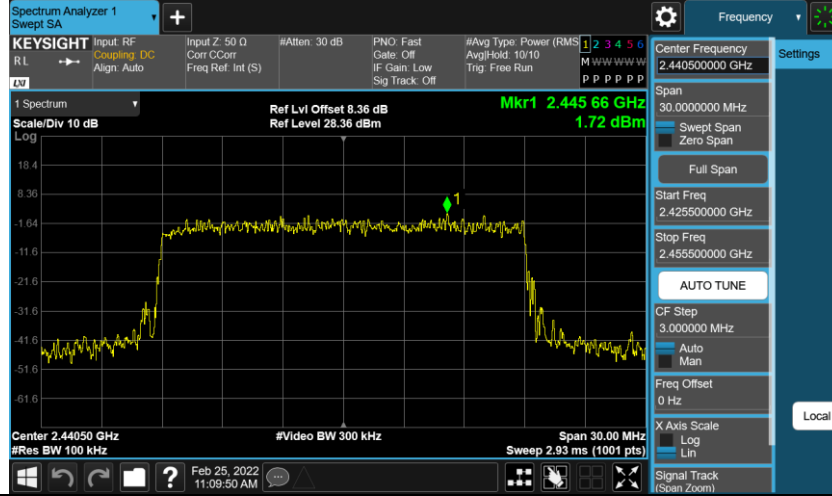 Spectrum Analyzer 1
Swept SA
+
Frequency
KEYSIGHT
RL
LXI
Input: RF
Coupling: DC
Align: Auto
Input Z: 50 Ω
Corr CCorr
Freq Ref: Int (S)
#Atten: 30 dB
PNO: Fast
Gate: Off
IF Gain: Low
Sig Track: Off
#Avg Type: Power (RMS
Avg|Hold: 10/10
Trig: Free Run
1 2 3 4 5 6
M W W W W W
P P P P P P
1 Spectrum
Scale/Div 10 dB
Log
Ref Lvl Offset 8.36 dB
Ref Level 28.36 dBm
Mkr1 2.445 66 GHz
1.72 dBm
18.4
8.36
-1.64
-11.6
-21.6
-31.6
-41.6
-51.6
-61.6
1
Center 2.44050 GHz
#Res BW 100 kHz
#Video BW 300 kHz
Span 30.00 MHz
Sweep 2.93 ms (1001 pts)
?
Feb 25, 2022
11:09:50 AM
Center Frequency
2.440500000 GHz
Span
30.0000000 MHz
Swept Span
Zero Span
Full Span
Start Freq
2.425500000 GHz
Stop Freq
2.455500000 GHz
AUTO TUNE
CF Step
3.000000 MHz
Auto
Man
Freq Offset
0 Hz
X Axis Scale
Log
Lin
Signal Track
(Span Zoom)
Settings
Local